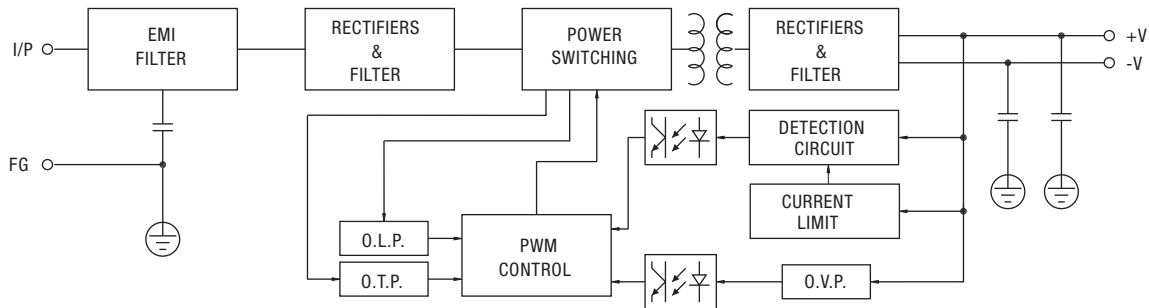 I/P
EMI
FILTER
RECTIFIERS
&
FILTER
POWER
SWITCHING
RECTIFIERS
&
FILTER
+V
-V
FG
DETECTION
CIRCUIT
CURRENT
LIMIT
O.L.P.
O.T.P.
PWM
CONTROL
O.V.P.